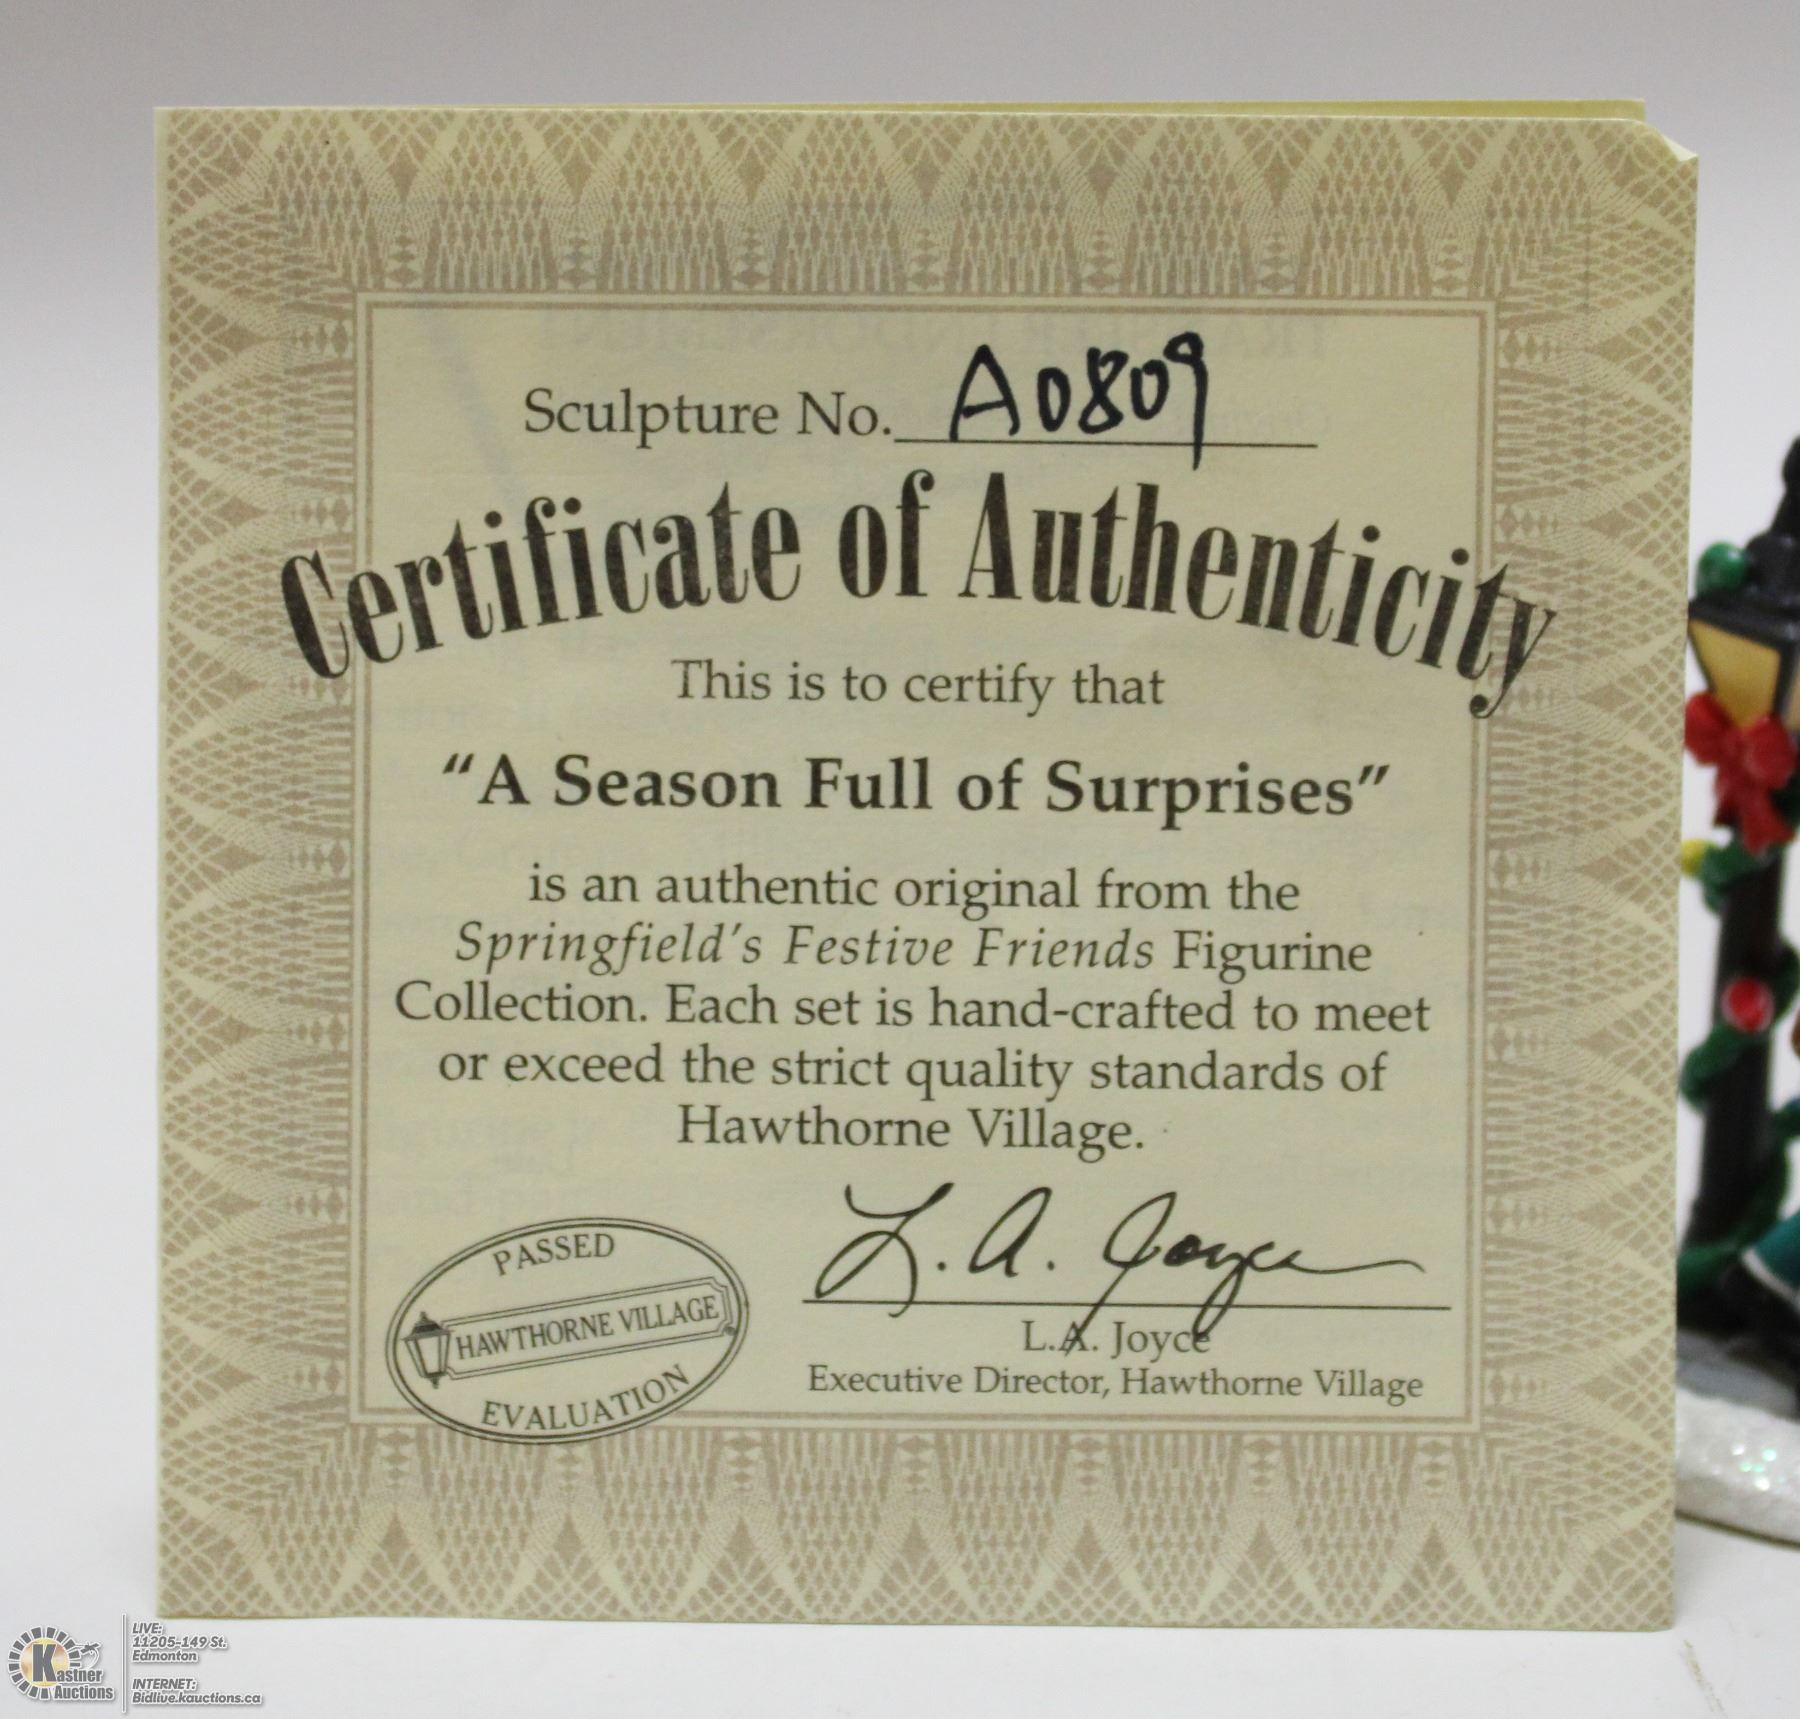 Sculpture No. A0809
Certificate of Authenticity
This is to certify that
"A Season Full of Surprises"
is an authentic original from the
Springfield's Festive Friends Figurine
Collection. Each set is hand-crafted to meet
or exceed the strict quality standards of
Hawthorne Village.
PASSED
HAWTHORNE VILLAGE
EVALUATION
L. A. Joyce
L.A. Joyce
Executive Director, Hawthorne Village
Kastner
Auctions
LIVE:
11205-149 St.
Edmonton
INTERNET:
Bidlive.kauctions.ca